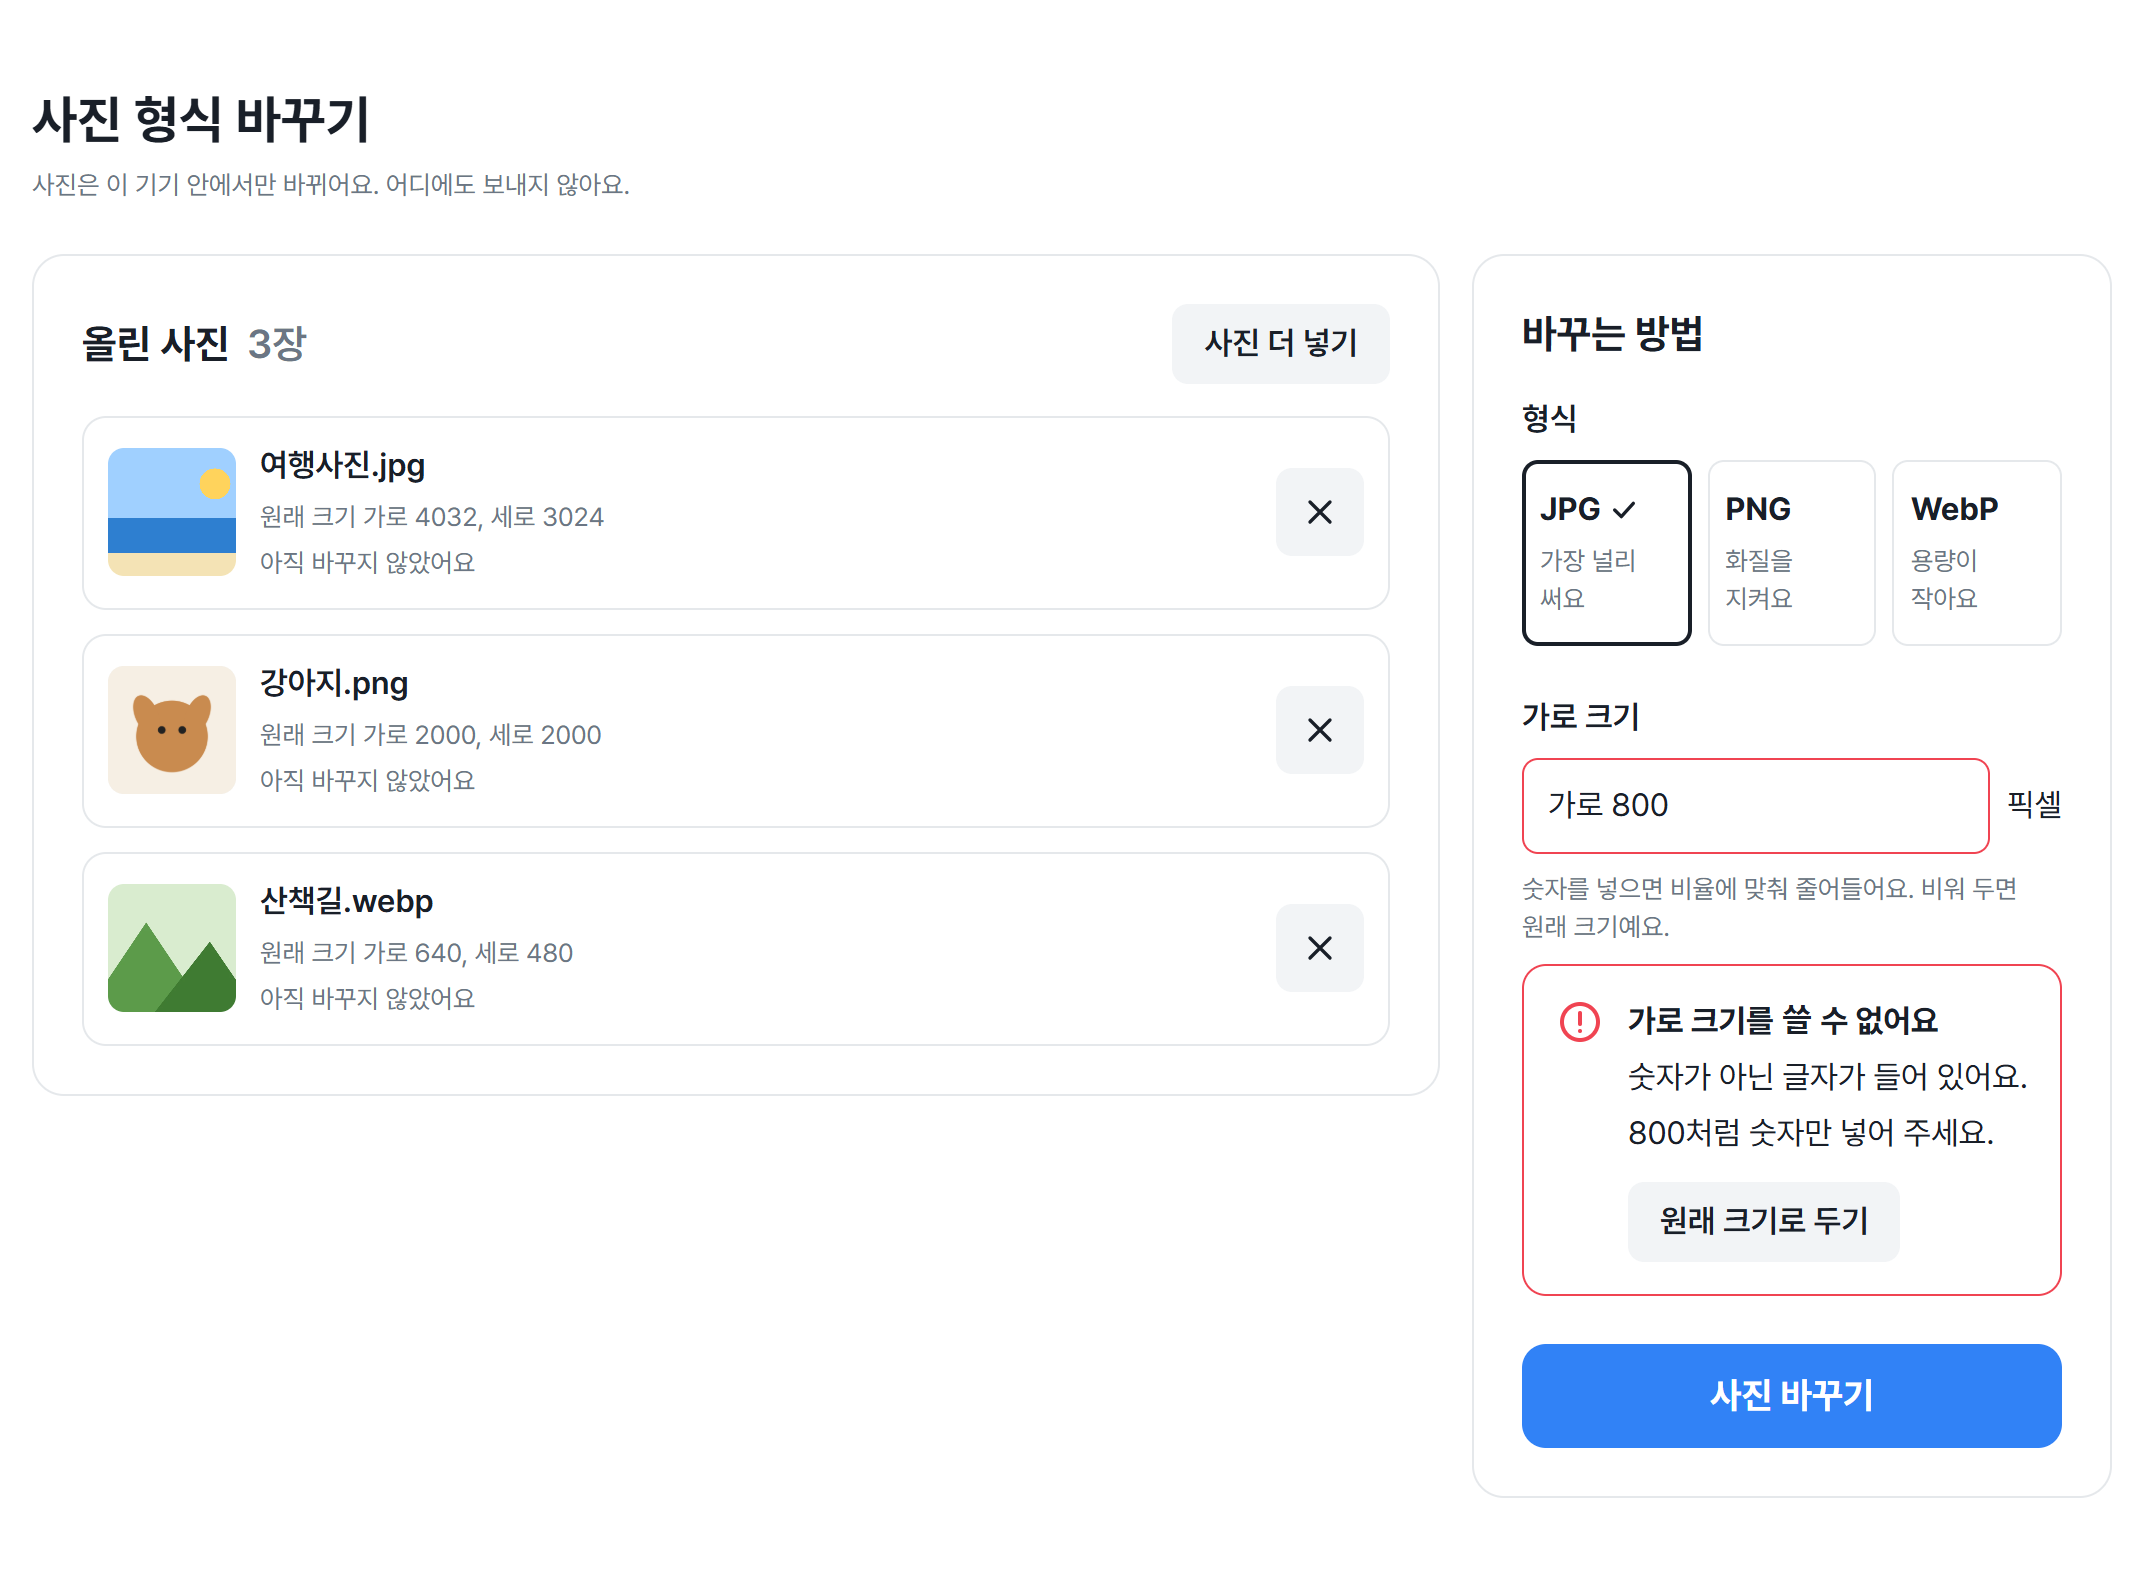 사진 형식 바꾸기
사진은 이 기기 안에서만 바뀌어요. 어디에도 보내지 않아요.
올린 사진 3장
사진 더 넣기
여행사진.jpg
원래 크기 가로 4032, 세로 3024
아직 바꾸지 않았어요
강아지.png
원래 크기 가로 2000, 세로 2000
아직 바꾸지 않았어요
산책길.webp
원래 크기 가로 640, 세로 480
아직 바꾸지 않았어요
바꾸는 방법
형식
JPG
가장 널리
써요
PNG
화질을
지켜요
WebP
용량이
작아요
가로 크기
가로 800
픽셀
숫자를 넣으면 비율에 맞춰 줄어들어요. 비워 두면
원래 크기예요.
가로 크기를 쓸 수 없어요
숫자가 아닌 글자가 들어 있어요.
800처럼 숫자만 넣어 주세요.
원래 크기로 두기
사진 바꾸기